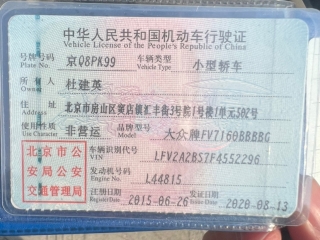 中华人民共和国机动车行驶证
Vehicle License of the People's Republic of China
号牌号码 京Q8PK99 车辆类型 小型轿车
Plate No. Vehicle Type
所有人 杜建英
Owner
住址 北京市房山区窦店镇汇丰街3号院1号楼1单元502号
使用性质 非营运 品牌型号 大众牌FV7160BBBBG
Use Character Model
北京市公安局公安交通管理局
车辆识别代号 LFV2A2BS7F4552296
VIN
发动机号码 L44815
Engine No.
注册日期 2015-06-26 发证日期 2020-08-13
Register Date Issue Date